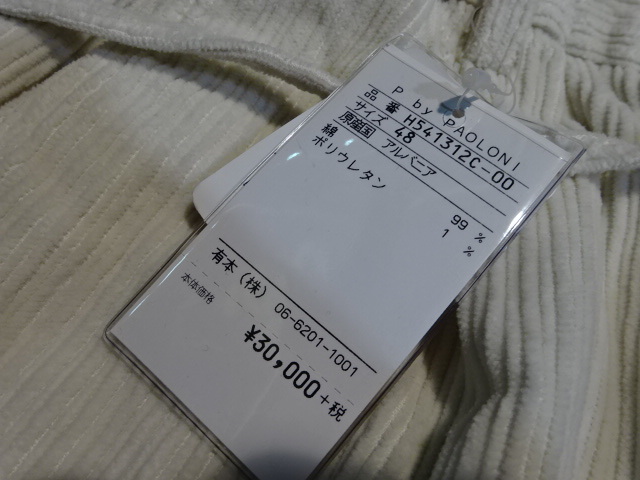 P by PAOLONI
品番 H541312C-00
サイズ 48
原産国 アルバニア
綿 99 %
ポリウレタン 1 %
有本(株) 06-6201-1001
本体価格
¥30,000+税